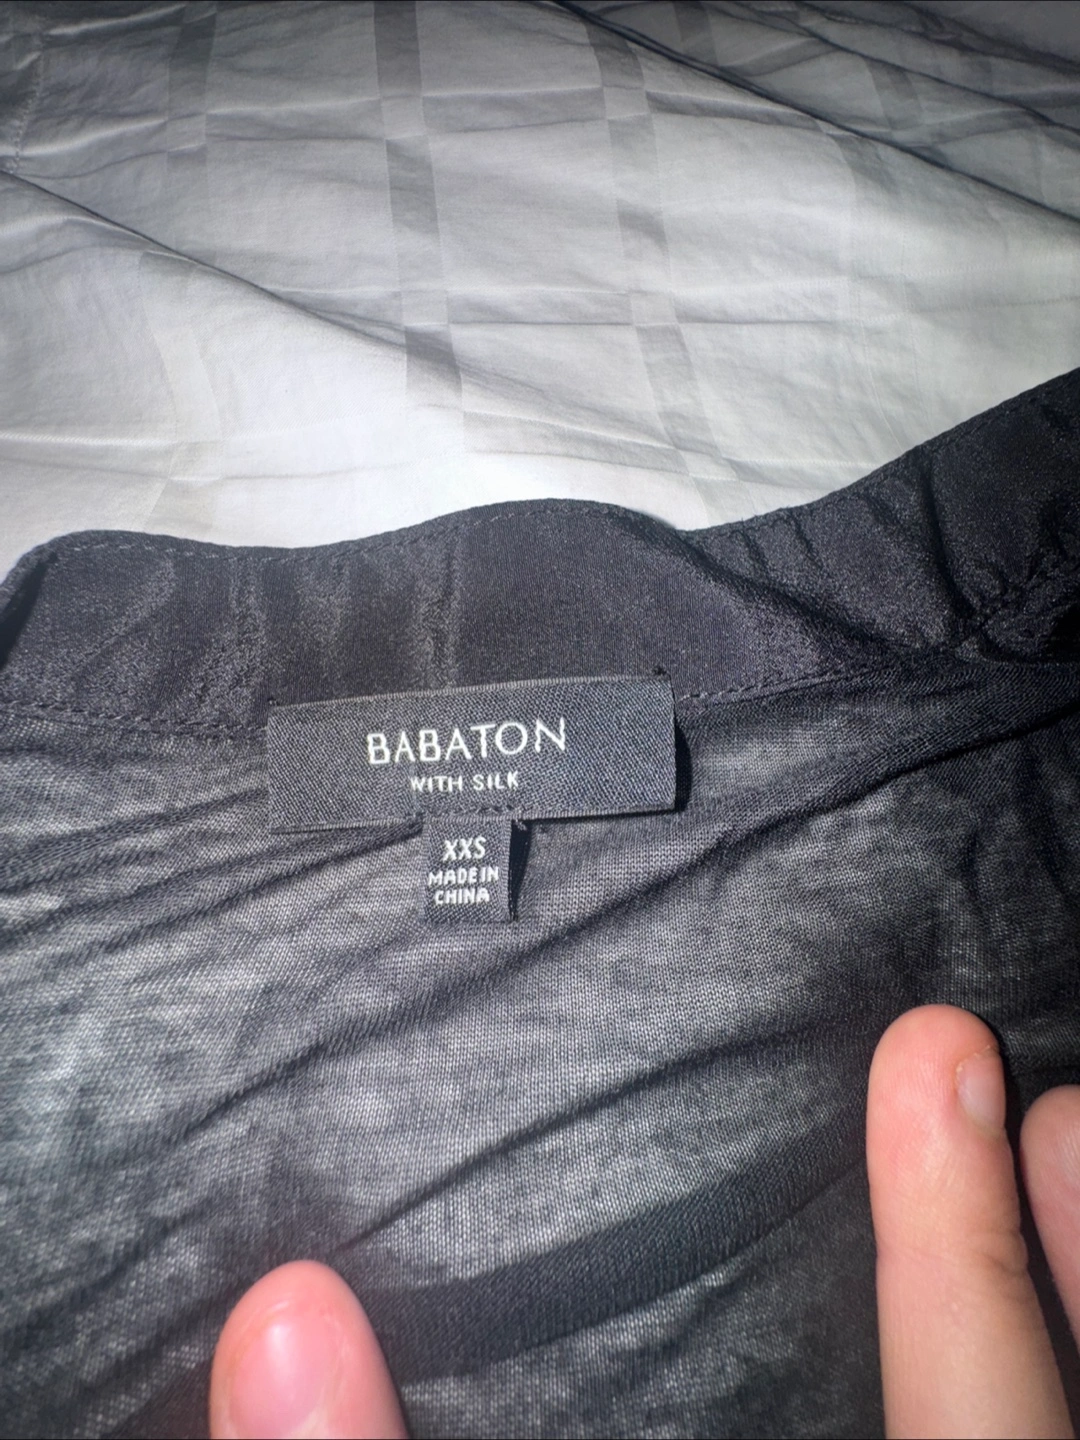 BABATON
WITH SILK
XXS
MADE IN
CHINA